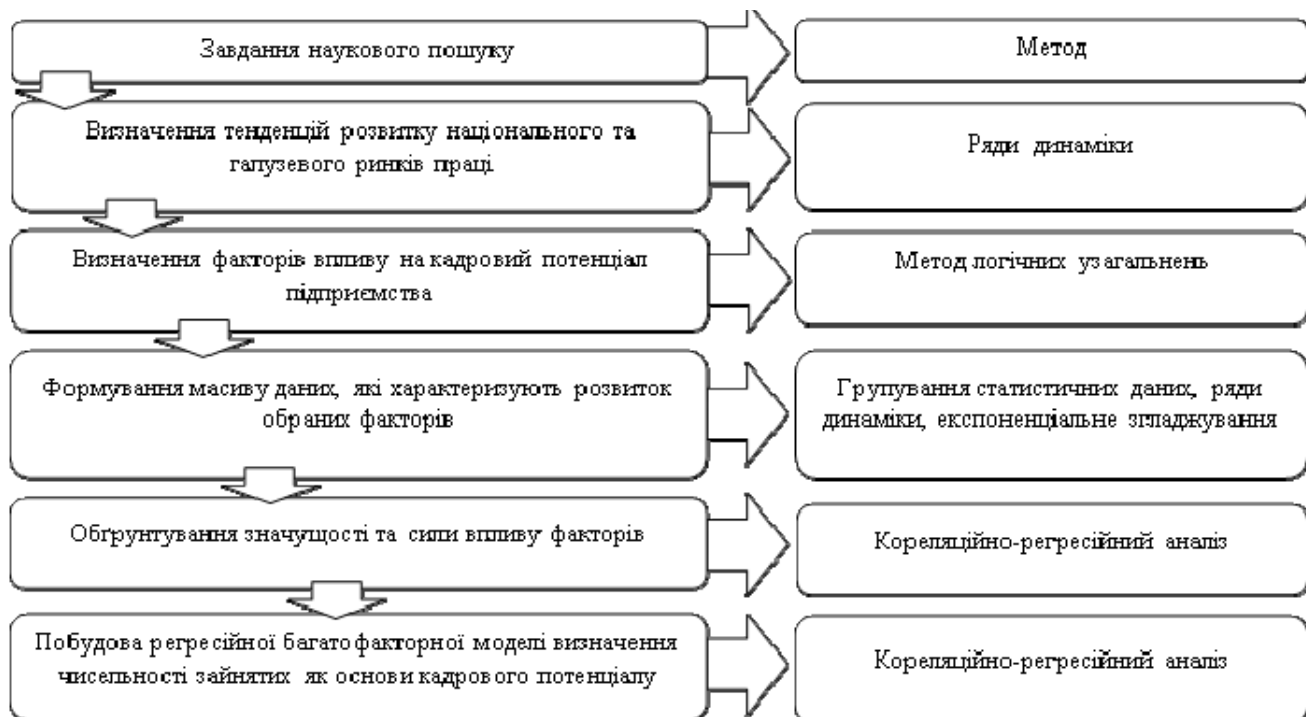 Завдання наукового пошуку
Метод
Визначення тенденцій розвитку національного та
галузевого ринків праці
Ряди динаміки
Визначення факторів впливу на кадровий потенціал
підприємства
Метод логічних узагальнень
Формування масиву даних, які характеризують розвиток
обраних факторів
Групування статистичних даних, ряди
динаміки, експоненціальне згладжування
Обґрунтування значущості та сили впливу факторів
Кореляційно-регресійний аналіз
Побудова регресійної багатофакторної моделі визначення
чисельності зайнятих як основи кадрового потенціалу
Кореляційно-регресійний аналіз